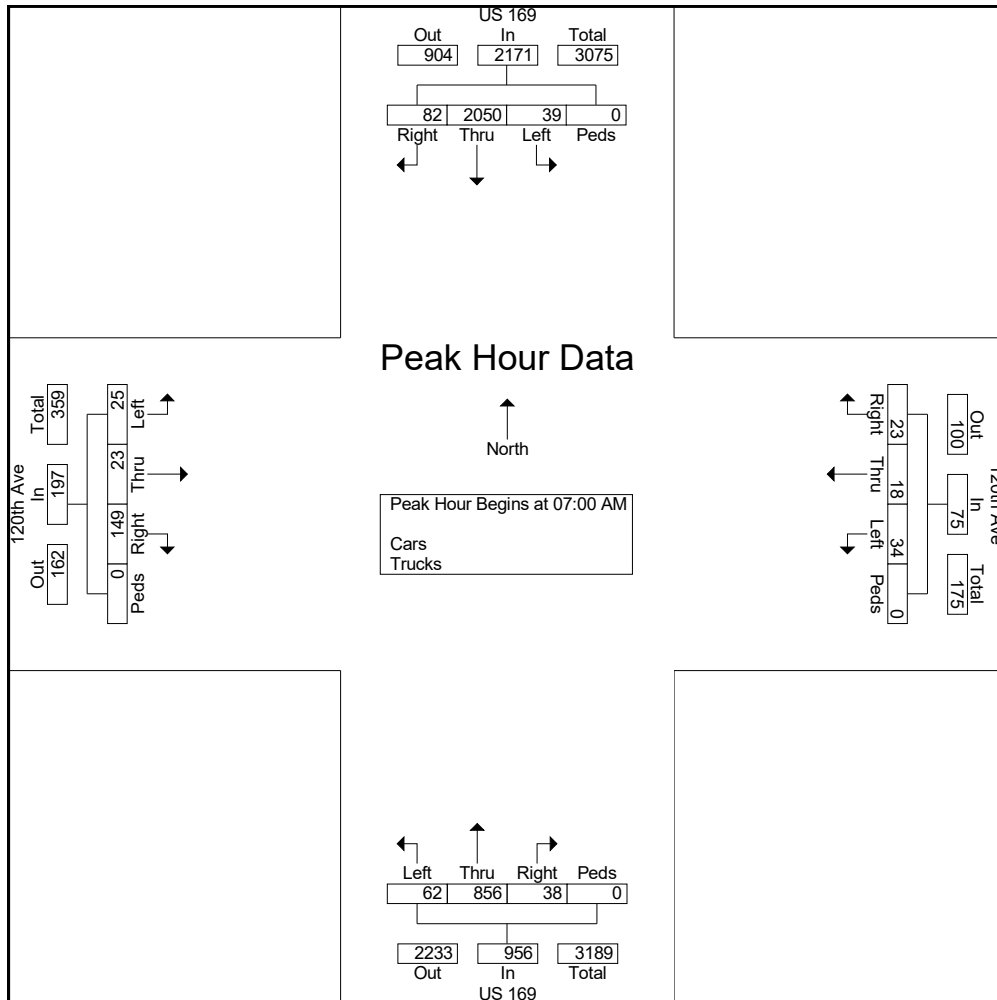 US 169
Out In Total
904 2171 3075
82 2050 39 0
Right Thru Left Peds
Peak Hour Data
North
Peak Hour Begins at 07:00 AM
Cars
Trucks
120th Ave
Total In Out
359 197 162
25 23 149 0
Left Thru Right Peds
Right Thru Left Peds
23 18 34 0
Out In Total
100 75 175
120th Ave
Left Thru Right Peds
62 856 38 0
2233 956 3189
Out In Total
US 169